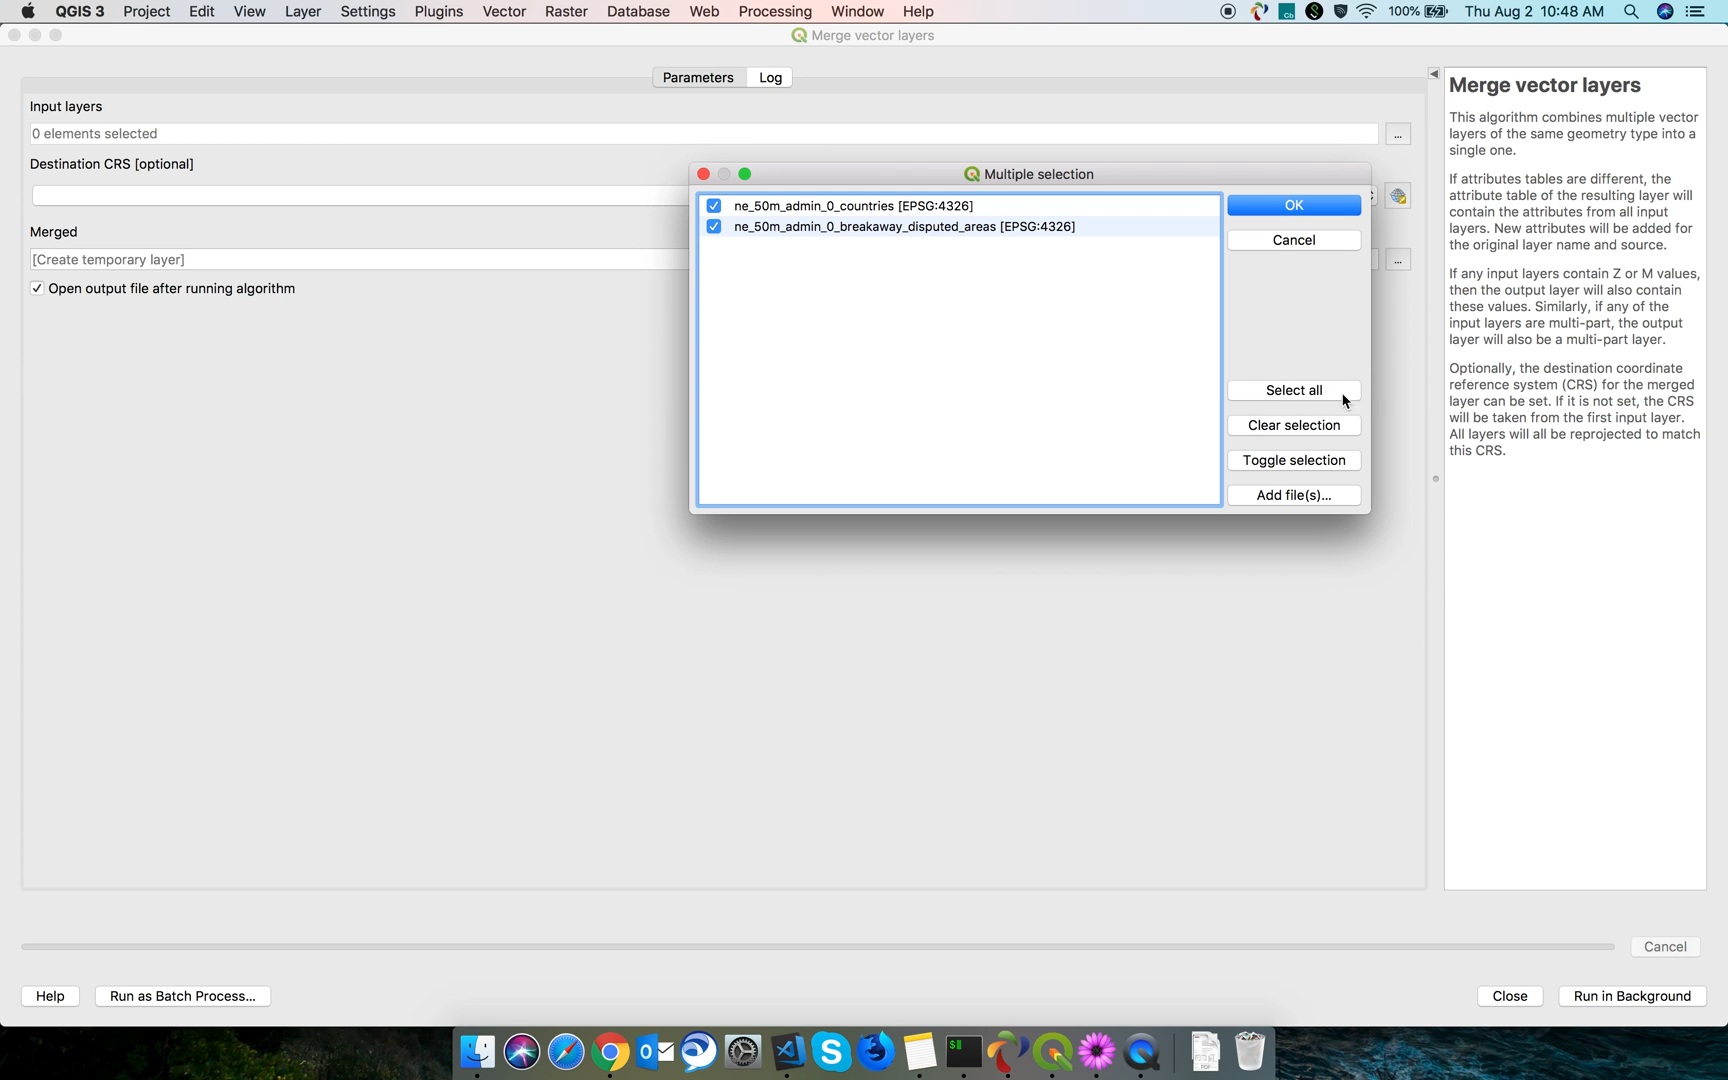 QGIS 3 Project Edit View Layer Settings Plugins Vector Raster Database Web Processing Window Help 100% Thu Aug 2 10:48 AM
Merge vector layers
Parameters Log
Input layers
0 elements selected
...
Destination CRS [optional]
Merged
[Create temporary layer]
...
Open output file after running algorithm
Multiple selection
ne_50m_admin_0_countries [EPSG:4326]
ne_50m_admin_0_breakaway_disputed_areas [EPSG:4326]
OK
Cancel
Select all
Clear selection
Toggle selection
Add file(s)...
Merge vector layers
This algorithm combines multiple vector
layers of the same geometry type into a
single one.
If attributes tables are different, the
attribute table of the resulting layer will
contain the attributes from all input
layers. New attributes will be added for
the original layer name and source.
If any input layers contain Z or M values,
then the output layer will also contain
these values. Similarly, if any of the
input layers are multi-part, the output
layer will also be a multi-part layer.
Optionally, the destination coordinate
reference system (CRS) for the merged
layer can be set. If it is not set, the CRS
will be taken from the first input layer.
All layers will all be reprojected to match
this CRS.
Cancel
Help Run as Batch Process... Close Run in Background